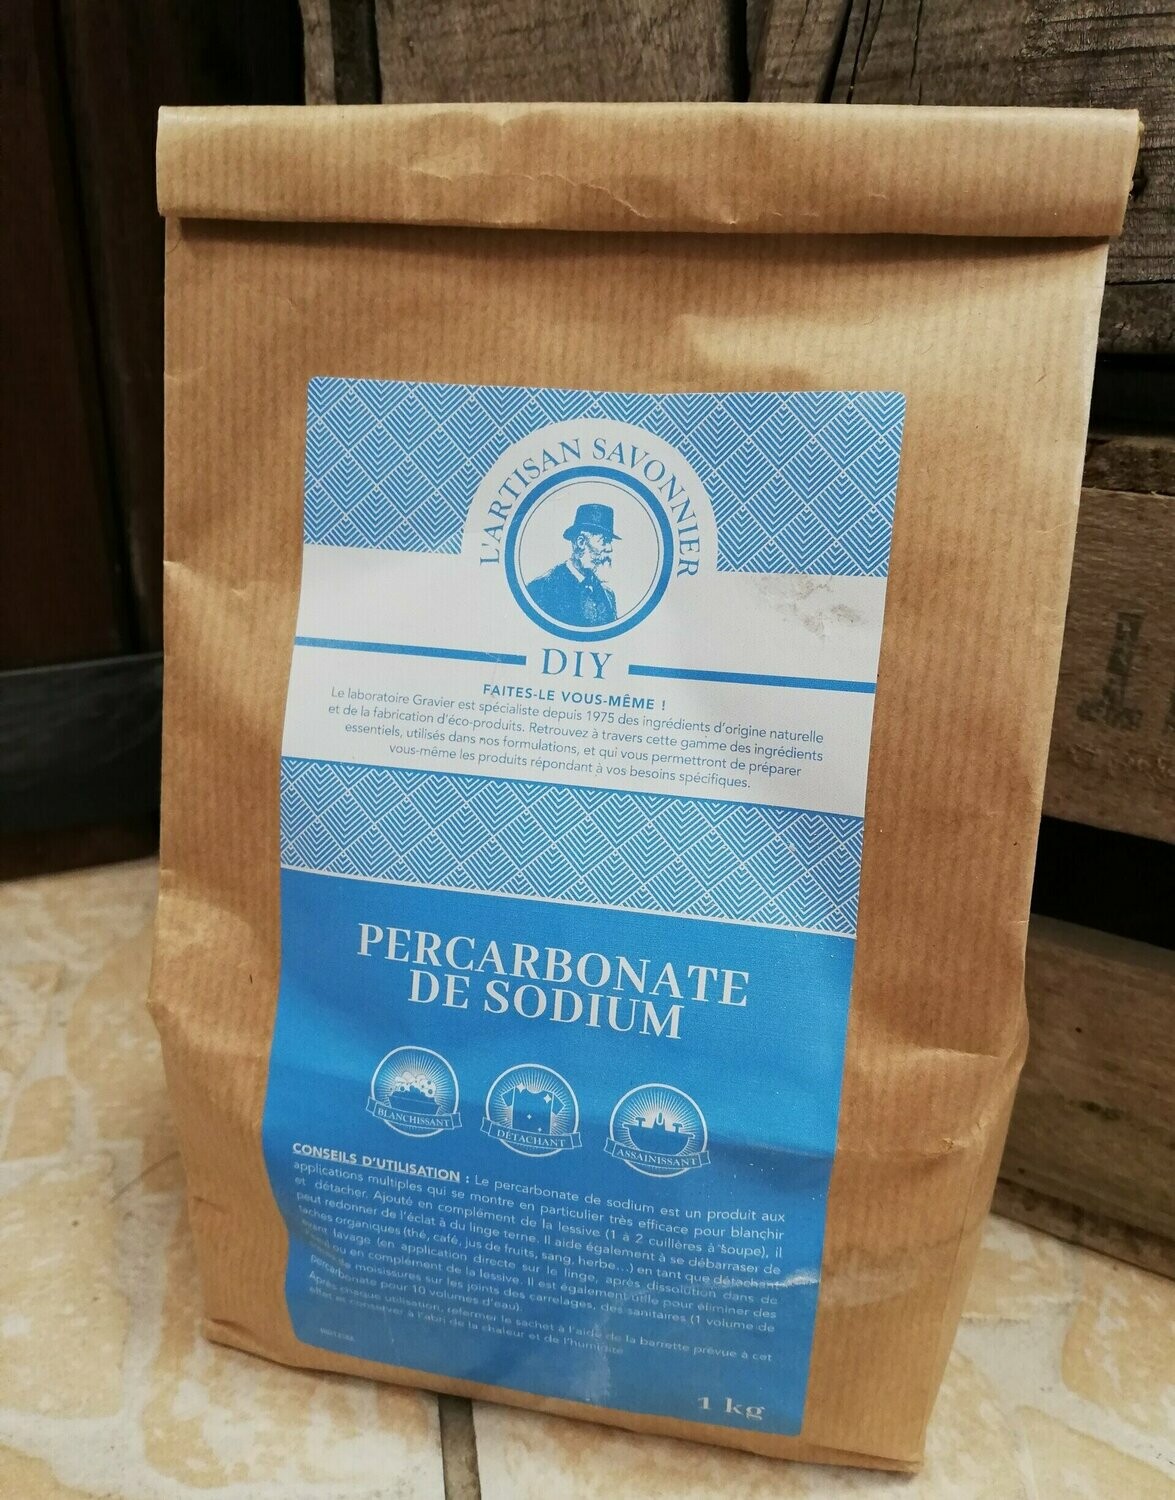 L'ARTISAN SAVONNIER
DIY
FAITES-LE VOUS-MÊME !
Le laboratoire Gravier est spécialiste depuis 1975 des ingrédients d'origine naturelle
et de la fabrication d'éco-produits. Retrouvez à travers cette gamme des ingrédients
essentiels, utilisés dans nos formulations, et qui vous permettront de préparer
vous-même les produits répondant à vos besoins spécifiques.
PERCARBONATE
DE SODIUM
BLANCHISSANT
DÉTACHANT
ASSAINISSANT
CONSEILS D'UTILISATION : Le percarbonate de sodium est un produit aux
applications multiples qui se montre en particulier très efficace pour blanchir
et détacher. Ajouté en complément de la lessive (1 à 2 cuillères à soupe), il
peut redonner de l'éclat à du linge terne. Il aide également à se débarraser de
taches organiques (thé, café, jus de fruits, sang, herbe...) en tant que détachant
avant lavage (en application directe sur le linge, après dissolution dans de
ou en complément de la lessive. Il est également utile pour éliminer des
de moisissures sur les joints des carrelages, des sanitaires (1 volume de
percarbonate pour 10 volumes d'eau).
Après chaque utilisation, refermer le sachet à l'aide de la barrette prévue à cet
effet et conserver à l'abri de la chaleur et de l'humidité
1 kg